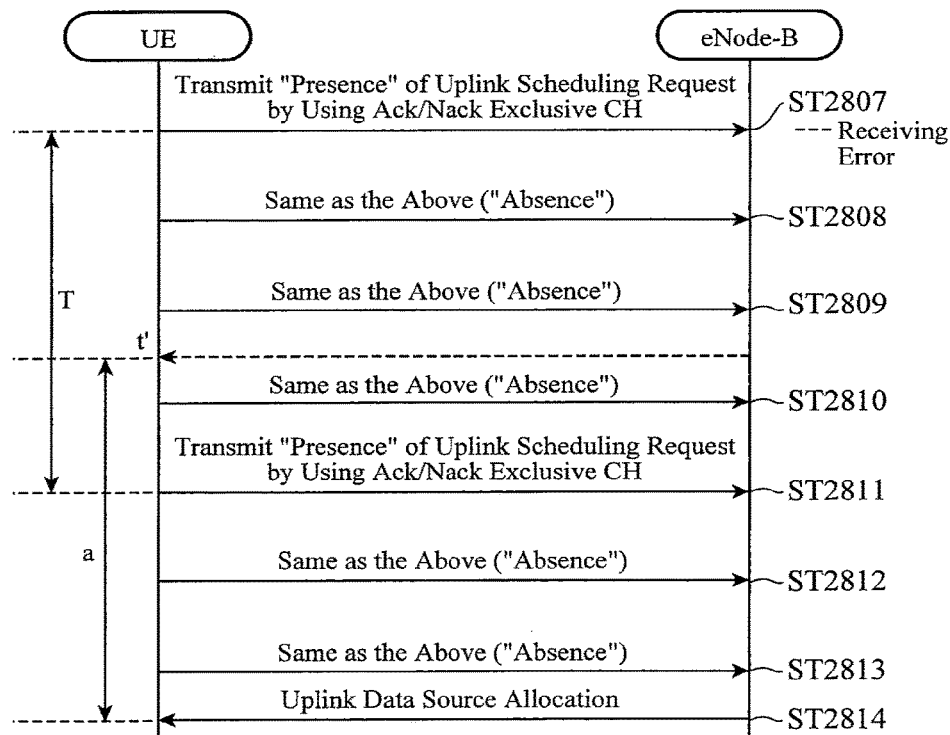 UE
eNode-B
Transmit "Presence" of Uplink Scheduling Request
by Using Ack/Nack Exclusive CH
ST2807
--- Receiving
Error
Same as the Above ("Absence")
ST2808
Same as the Above ("Absence")
ST2809
T
t'
Same as the Above ("Absence")
ST2810
Transmit "Presence" of Uplink Scheduling Request
by Using Ack/Nack Exclusive CH
ST2811
a
Same as the Above ("Absence")
ST2812
Same as the Above ("Absence")
ST2813
Uplink Data Source Allocation
ST2814